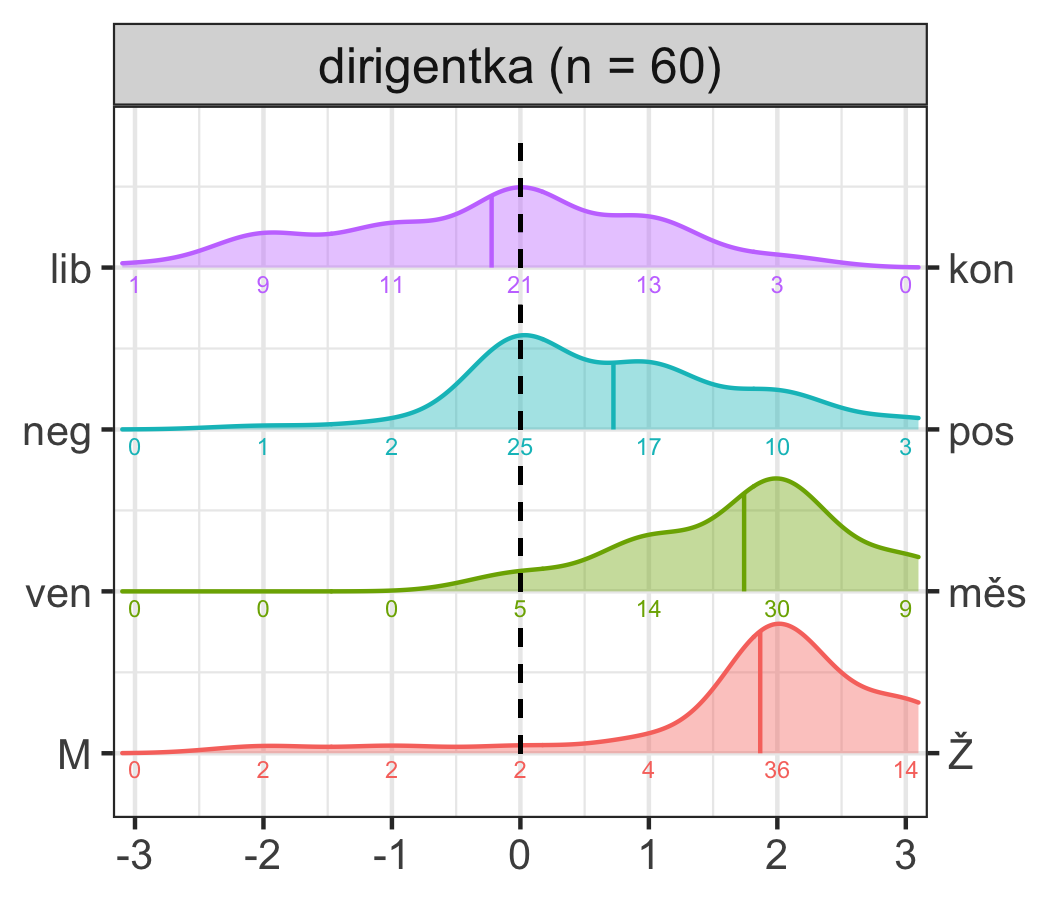 dirigentka (n = 60)
lib kon
1 9 11 21 13 3 0
neg pos
0 1 2 25 17 10 3
ven měs
0 0 0 5 14 30 9
M Ž
0 2 2 2 4 36 14
-3 -2 -1 0 1 2 3